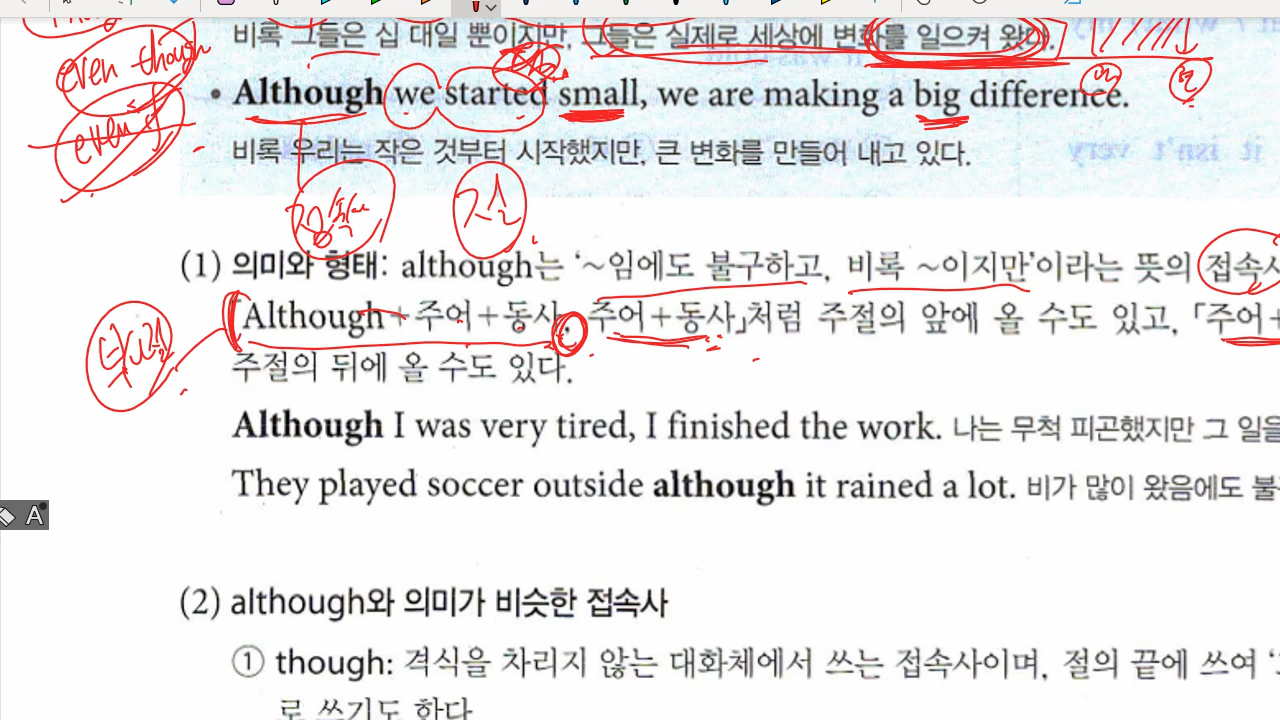 비록 그들은 십 대일 뿐이지만, 그들은 실제로 세상에 변화를 일으켜 왔다.
even though
even if
• Although we started small, we are making a big difference.
비록 우리는 작은 것부터 시작했지만, 큰 변화를 만들어 내고 있다.
접속사
(1) 의미와 형태: although는 ‘~임에도 불구하고, 비록 ~이지만’이라는 뜻의 접속사
「Although+주어+동사, 주어+동사」처럼 주절의 앞에 올 수도 있고, 「주어+
주절의 뒤에 올 수도 있다.
Although I was very tired, I finished the work. 나는 무척 피곤했지만 그 일을
They played soccer outside although it rained a lot. 비가 많이 왔음에도 불
A
(2) although와 의미가 비슷한 접속사
① though: 격식을 차리지 않는 대화체에서 쓰는 접속사이며, 절의 끝에 쓰여
로 쓰기도 한다